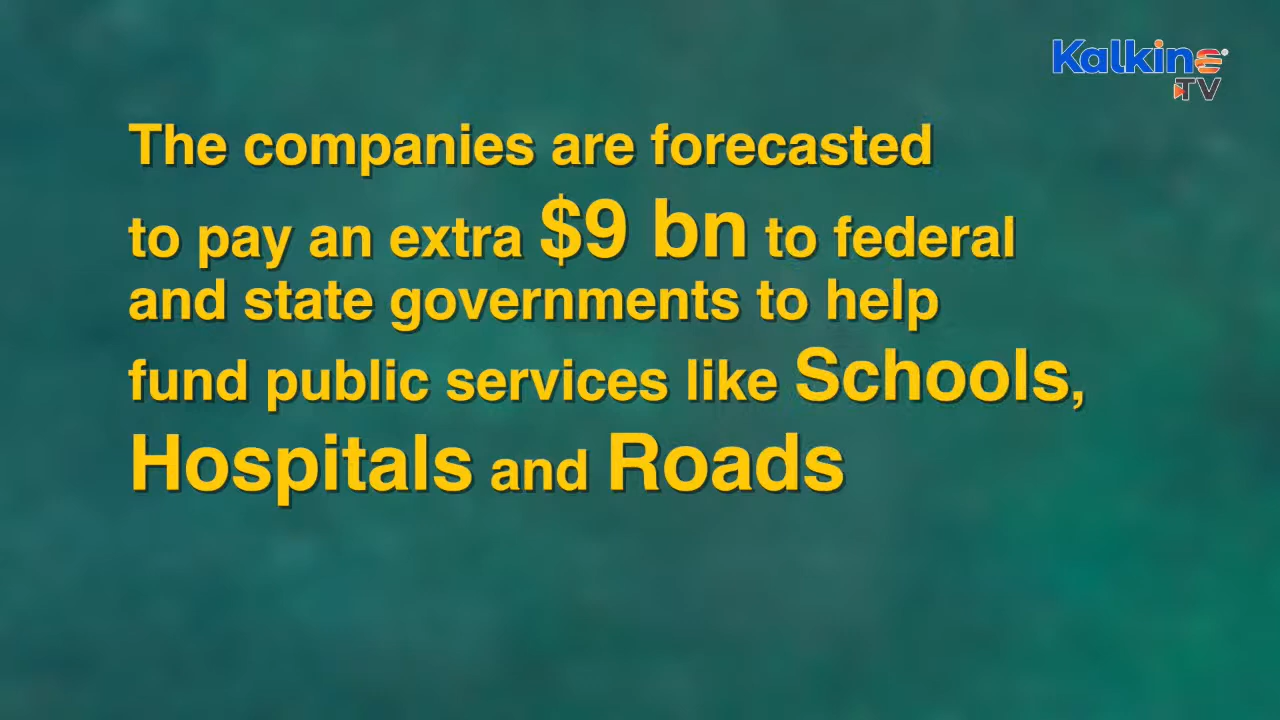 Kalkine
TV
The companies are forecasted
to pay an extra $9 bn to federal
and state governments to help
fund public services like Schools,
Hospitals and Roads